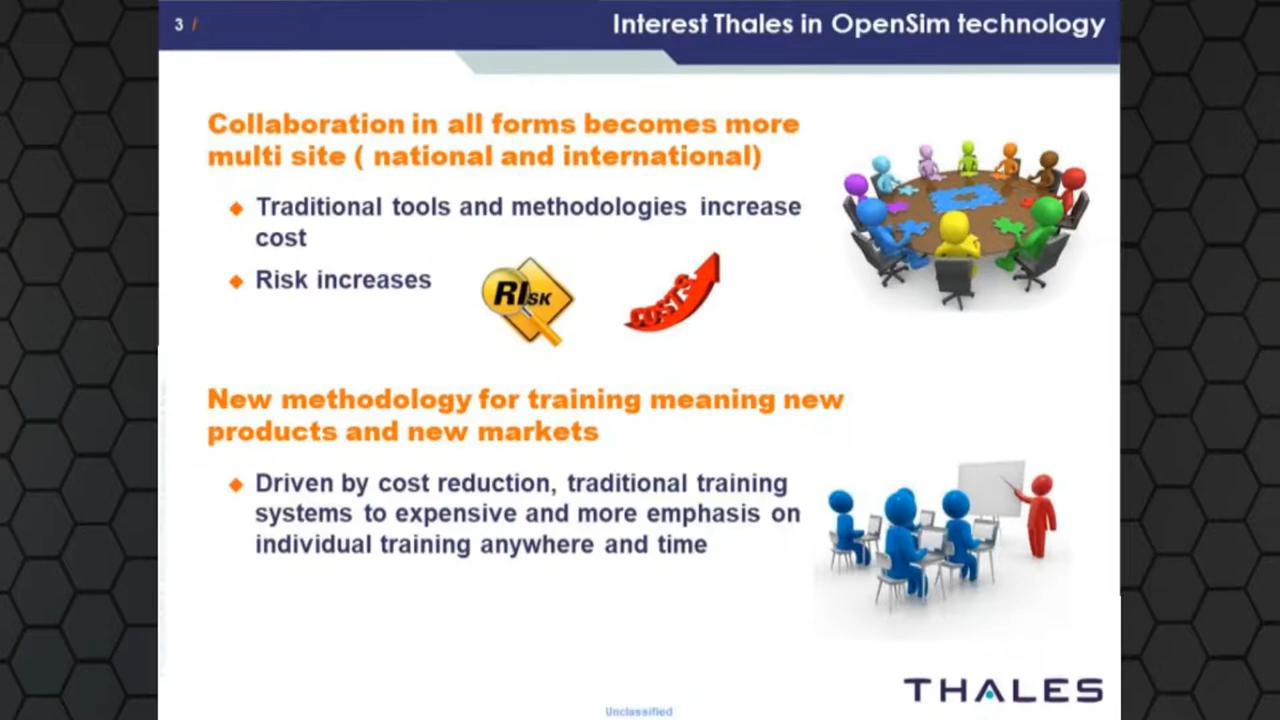 3 /
Interest Thales in OpenSim technology
Collaboration in all forms becomes more
multi site ( national and international)
Traditional tools and methodologies increase
cost
Risk increases
RISK
COSTS
New methodology for training meaning new
products and new markets
Driven by cost reduction, traditional training
systems to expensive and more emphasis on
individual training anywhere and time
THALES
Unclassified